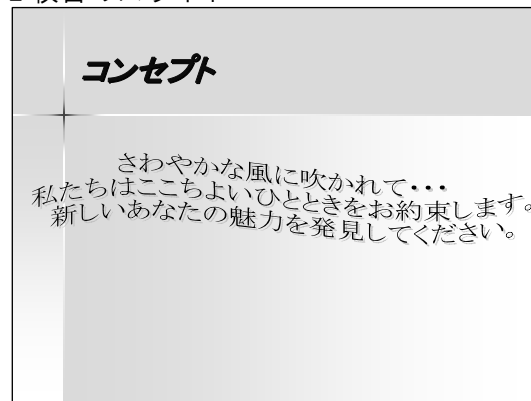 コンセプト
さわやかな風に吹かれて・・・
私たちはここちよいひとときをお約束します。
新しいあなたの魅力を発見してください。